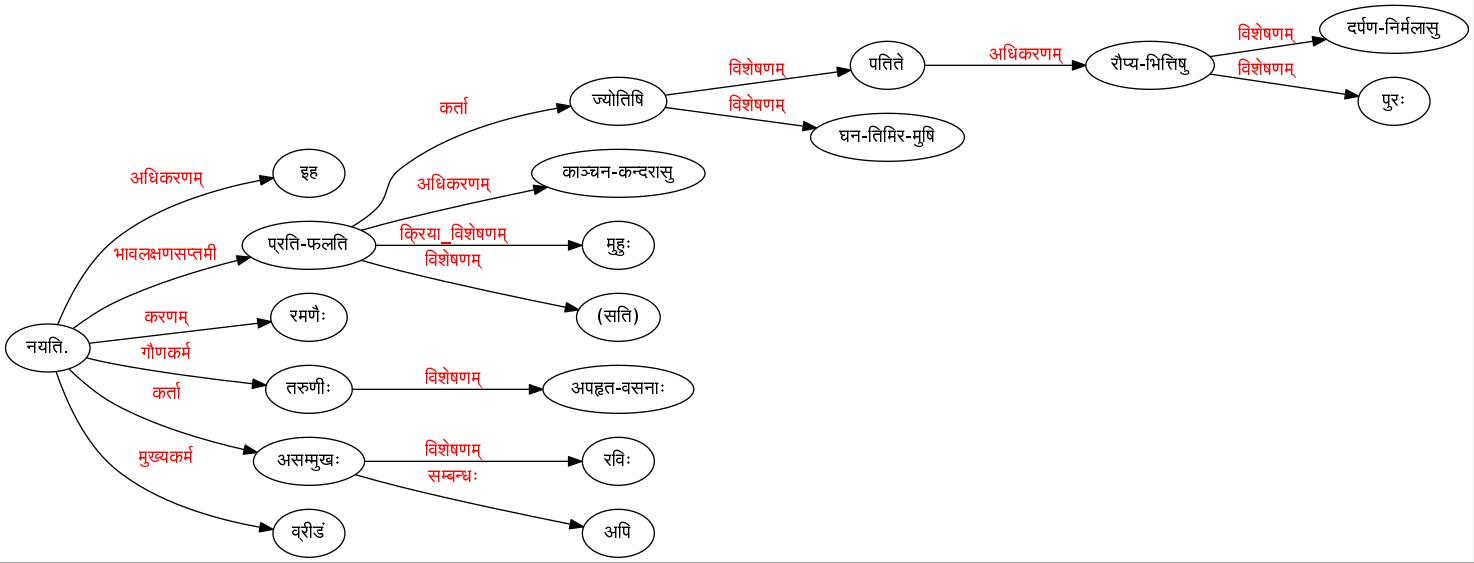 दर्पण-निर्मलासु
विशेषणम्
पतिते
अधिकरणम्
रौप्य-भित्तिषु
विशेषणम्
विशेषणम्
ज्योतिषि
पुरः
कर्ता
विशेषणम्
घन-तिमिर-मुषि
इह
काञ्चन-कन्दरासु
अधिकरणम्
अधिकरणम्
प्रति-फलति
क्रिया_विशेषणम्
मुहुः
भावलक्षणसप्तमी
विशेषणम्
करणम्
रमणैः
(सति)
नयति.
गौणकर्म
तरुणीः
विशेषणम्
अपहृत-वसनाः
कर्ता
असम्मुखः
विशेषणम्
रविः
मुख्यकर्म
सम्बन्धः
व्रीडं
अपि